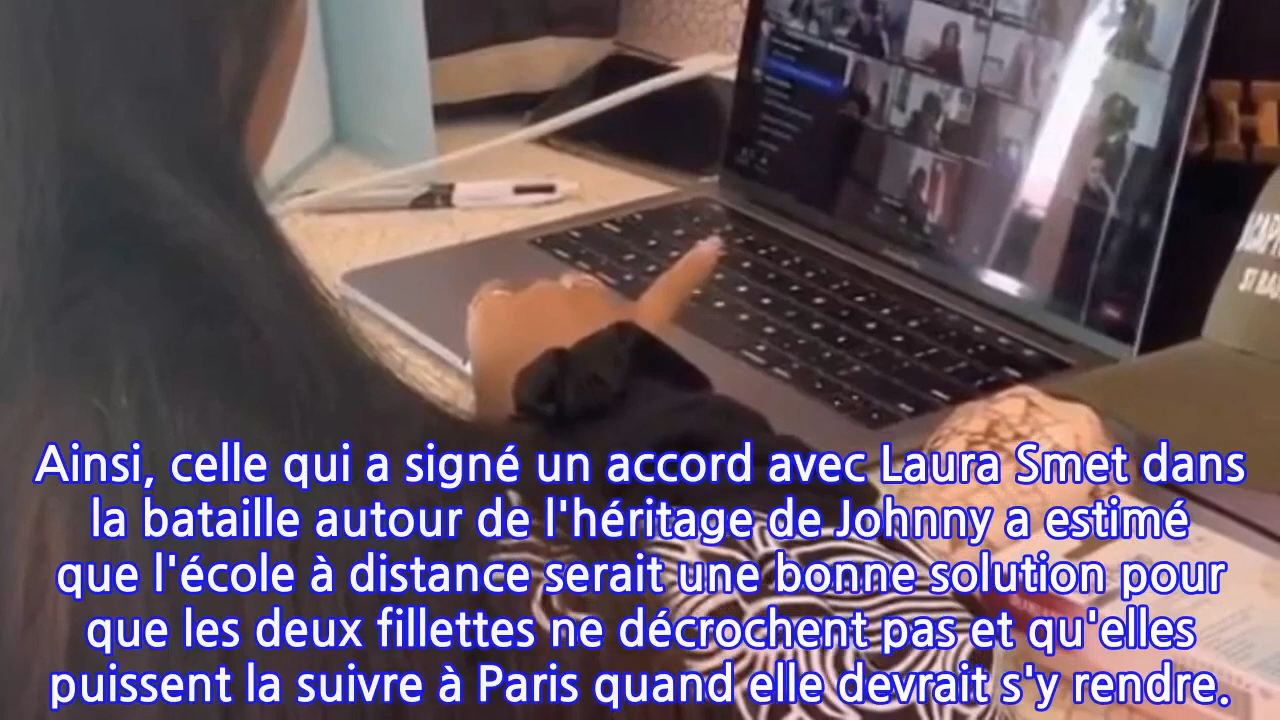 Ainsi, celle qui a signé un accord avec Laura Smet dans
la bataille autour de l'héritage de Johnny a estimé
que l'école à distance serait une bonne solution pour
que les deux fillettes ne décrochent pas et qu'elles
puissent la suivre à Paris quand elle devrait s'y rendre.